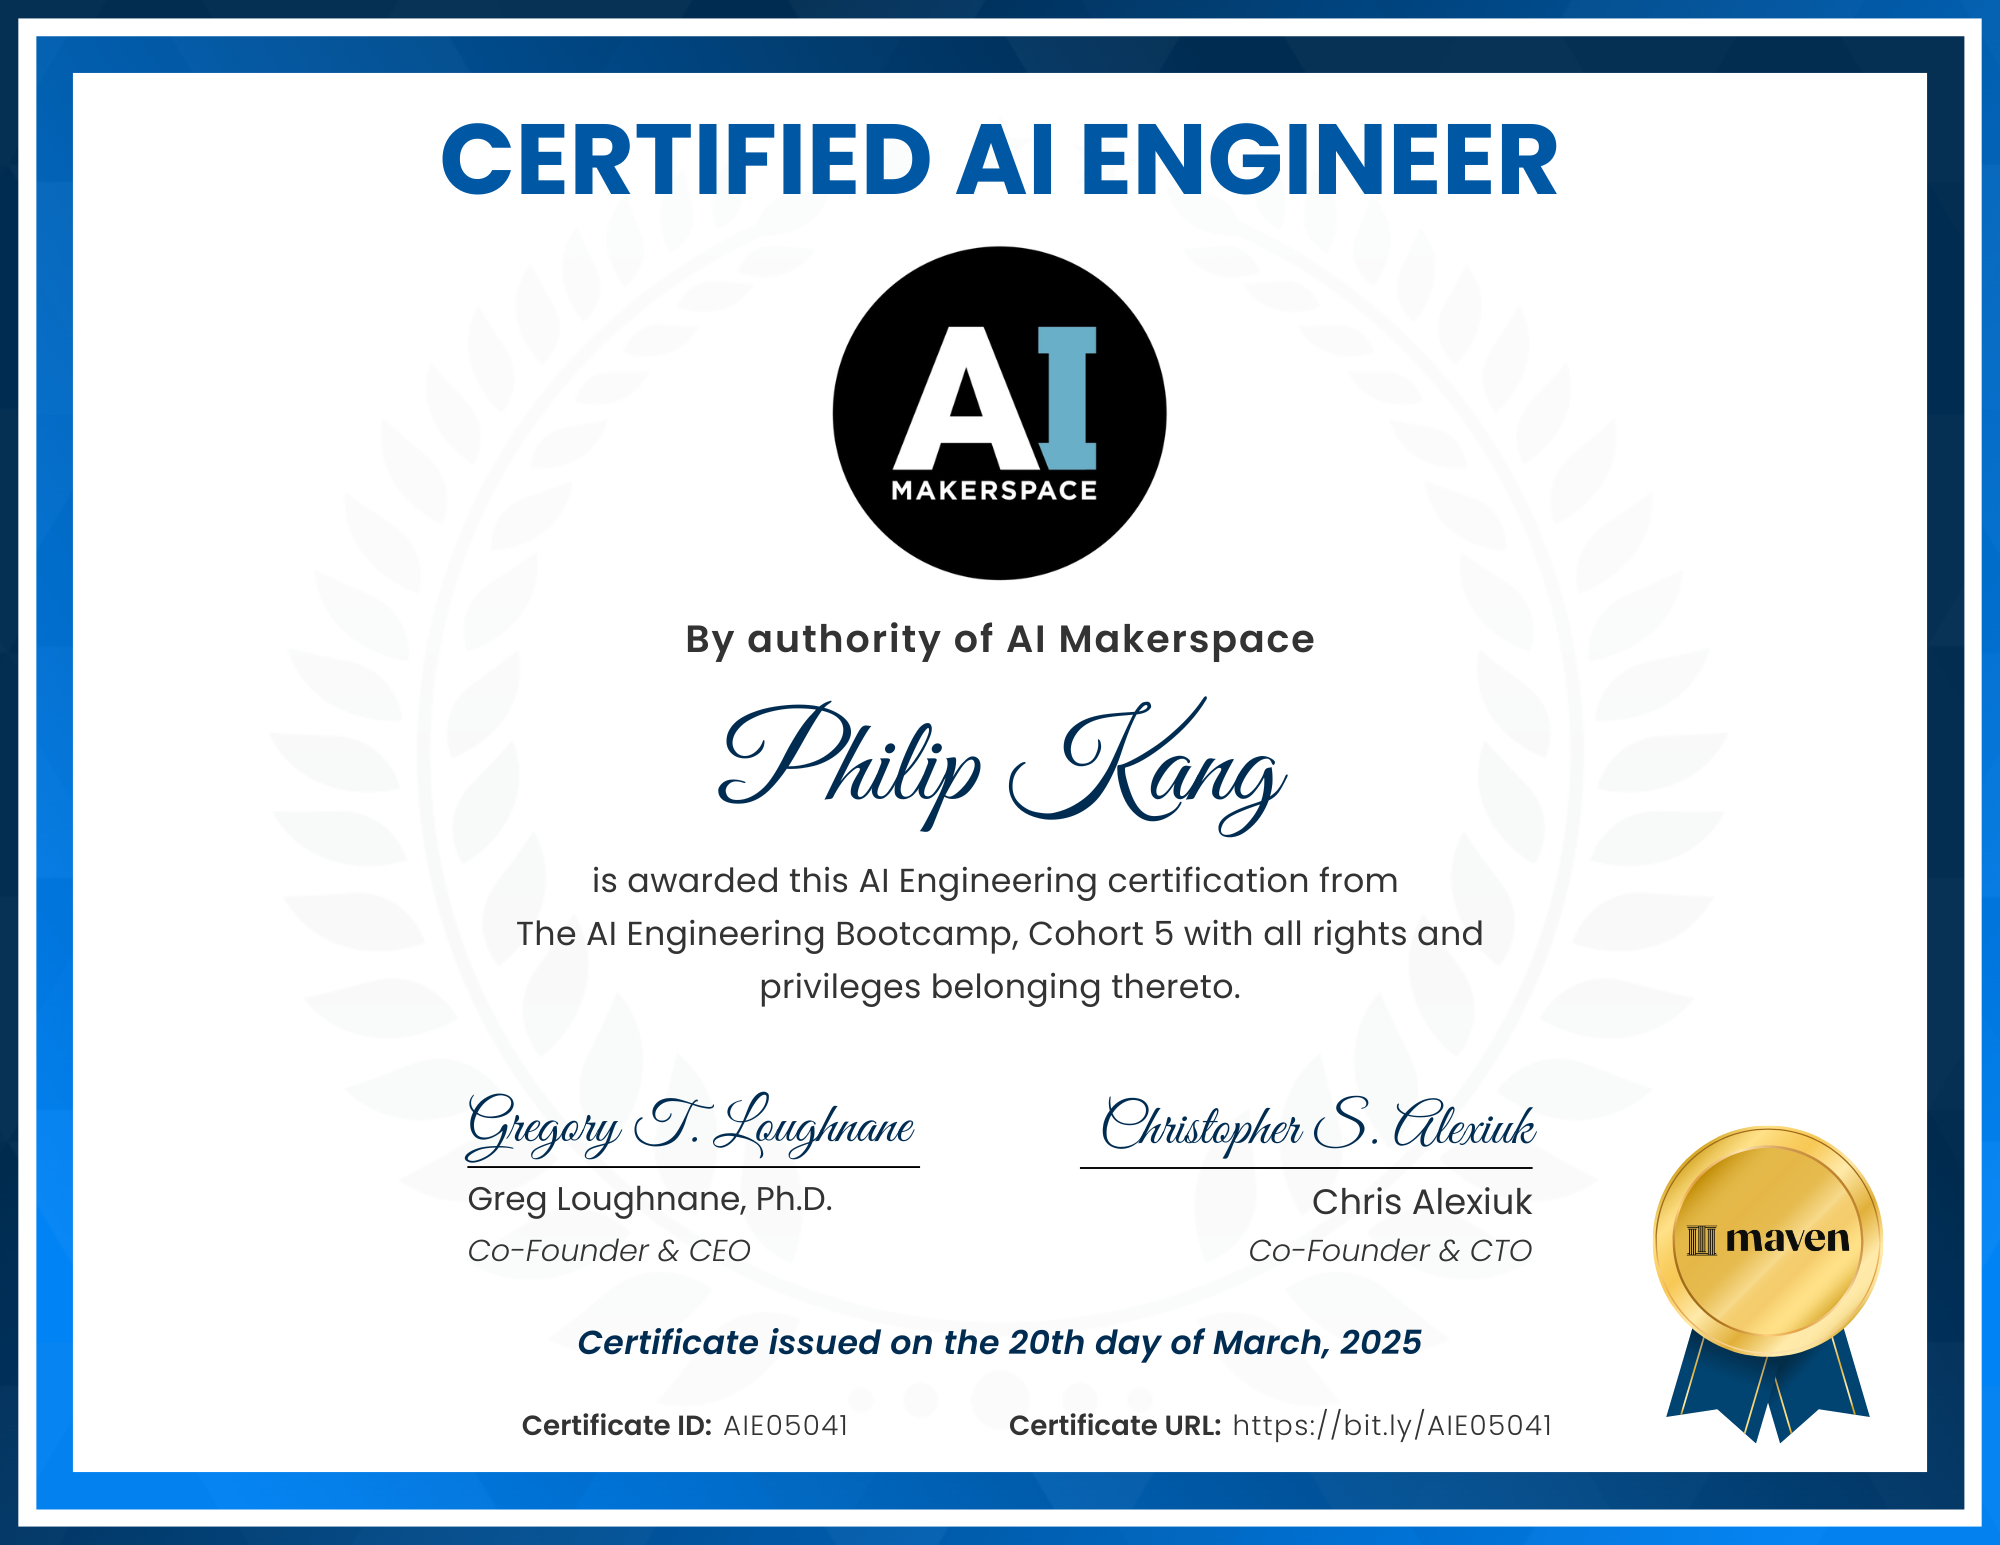 CERTIFIED AI ENGINEER
AI
MAKERSPACE
By authority of AI Makerspace
Philip Kang
is awarded this AI Engineering certification from
The AI Engineering Bootcamp, Cohort 5 with all rights and
privileges belonging thereto.
Gregory T. Loughnane
Greg Loughnane, Ph.D.
Co-Founder & CEO
Christopher S. Alexiuk
Chris Alexiuk
Co-Founder & CTO
maven
Certificate issued on the 20th day of March, 2025
Certificate ID: AIE05041
Certificate URL: https://bit.ly/AIE05041